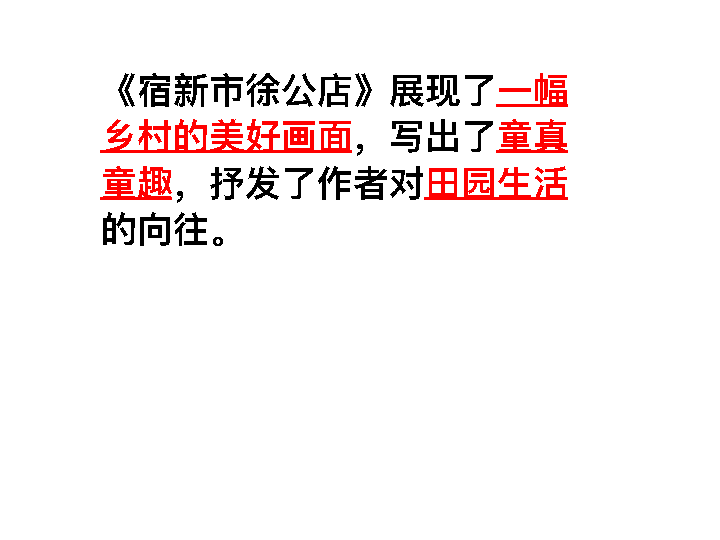 《宿新市徐公店》展现了一幅
乡村的美好画面，写出了童真
童趣，抒发了作者对田园生活
的向往。